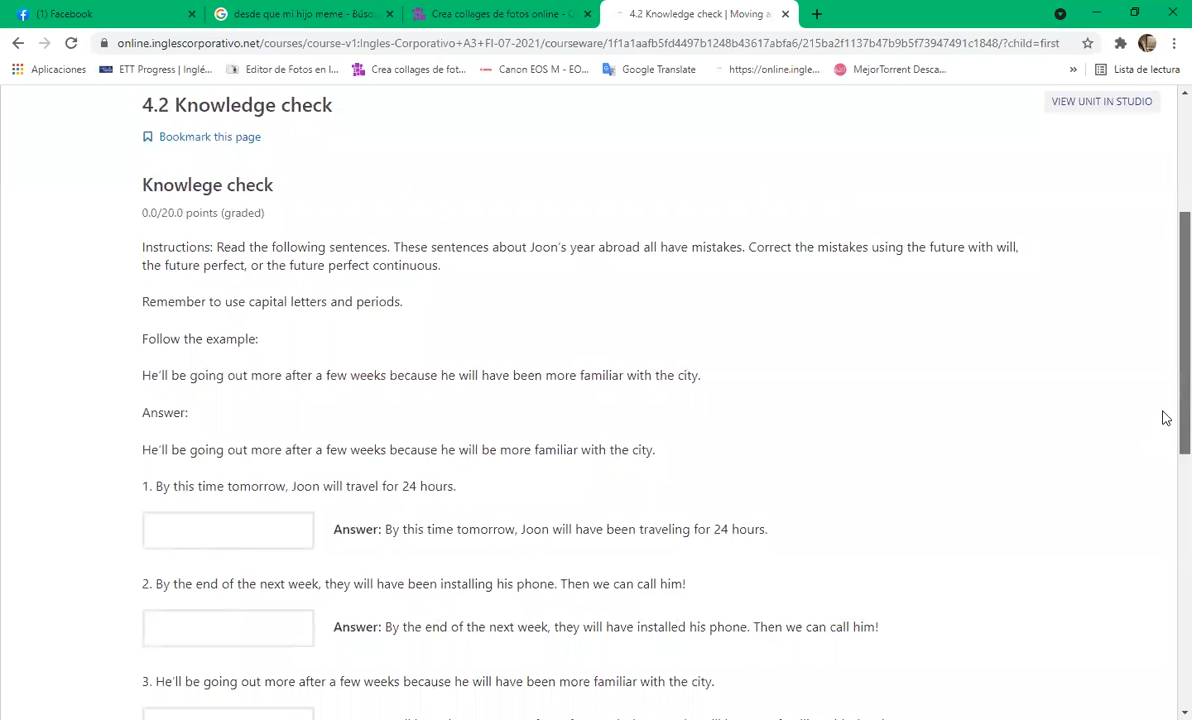 (1) Facebook
desde que mi hijo meme - Búsq
Crea collages de fotos online - C
4.2 Knowledge check | Moving a
online.inglescorporativo.net/courses/course-v1:Ingles-Corporativo+A3+FI-07-2021/courseware/1f1a1aafb5fd4497b1248b43617abfa6/215ba2f1137b47b9b5f73947491c1848/?child=first
Aplicaciones
ETT Progress | Inglé...
Editor de Fotos en l...
Crea collages de fot...
Canon EOS M - EO...
Google Translate
https://online.ingle...
MejorTorrent Desca...
»
Lista de lectura
4.2 Knowledge check
VIEW UNIT IN STUDIO
Bookmark this page
Knowlege check
0.0/20.0 points (graded)
Instructions: Read the following sentences. These sentences about Joon's year abroad all have mistakes. Correct the mistakes using the future with will,
the future perfect, or the future perfect continuous.
Remember to use capital letters and periods.
Follow the example:
He'll be going out more after a few weeks because he will have been more familiar with the city.
Answer:
He'll be going out more after a few weeks because he will be more familiar with the city.
1. By this time tomorrow, Joon will travel for 24 hours.
Answer: By this time tomorrow, Joon will have been traveling for 24 hours.
2. By the end of the next week, they will have been installing his phone. Then we can call him!
Answer: By the end of the next week, they will have installed his phone. Then we can call him!
3. He'll be going out more after a few weeks because he will have been more familiar with the city.